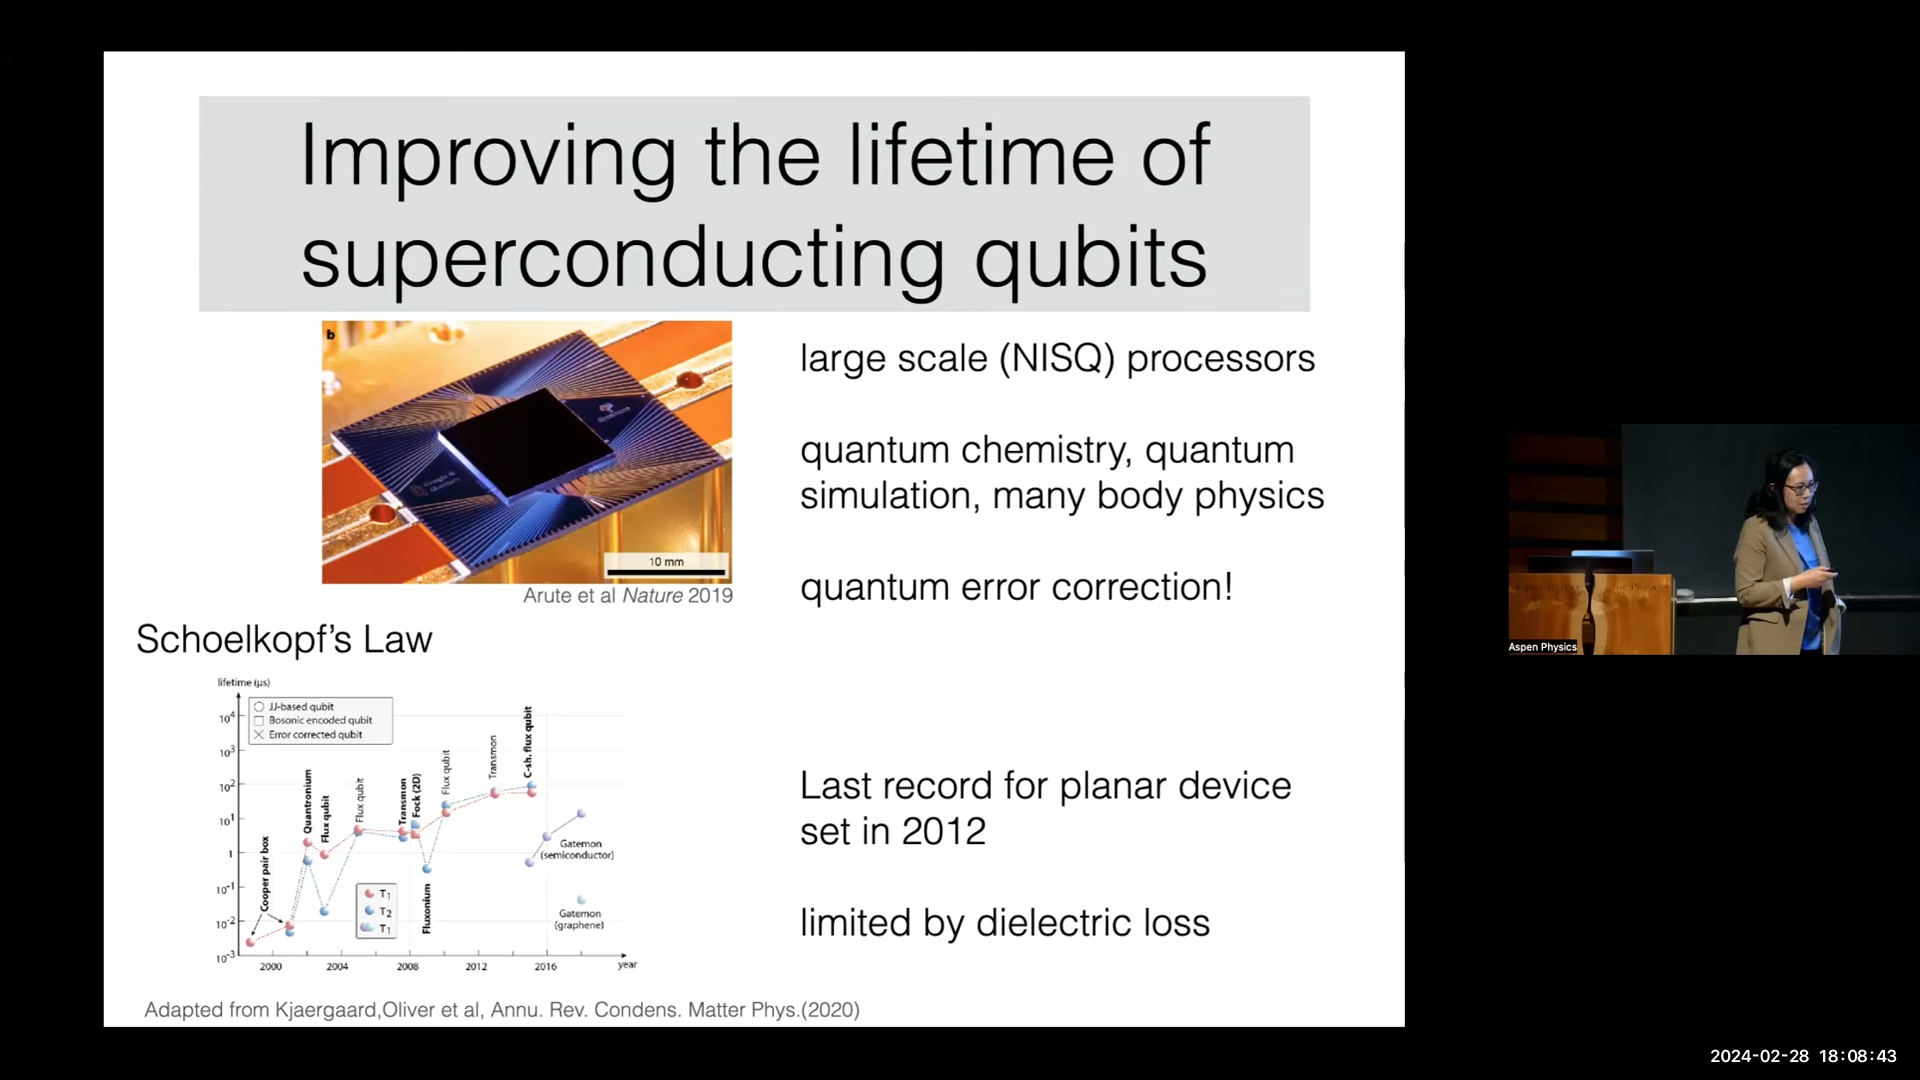 Improving the lifetime of
superconducting qubits
b
10 mm
Arute et al Nature 2019
large scale (NISQ) processors
quantum chemistry, quantum
simulation, many body physics
quantum error correction!
Schoelkopf's Law
lifetime (µs)
JJ-based qubit
Bosonic encoded qubit
Error corrected qubit
10⁴
10³
10²
10¹
1
10⁻¹
10⁻²
10⁻³
Cooper pair box
Quantronium
Flux qubit
Flux qubit
Transmon
Fock (2D)
Fluxonium
Flux qubit
Transmon
C-sh. flux qubit
Gatemon
(semiconductor)
Gatemon
(graphene)
T₁
T₂
T₁
2000
2004
2008
2012
2016
year
Adapted from Kjaergaard,Oliver et al, Annu. Rev. Condens. Matter Phys.(2020)
Last record for planar device
set in 2012
limited by dielectric loss
Aspen Physics
2024-02-28 18:08:43